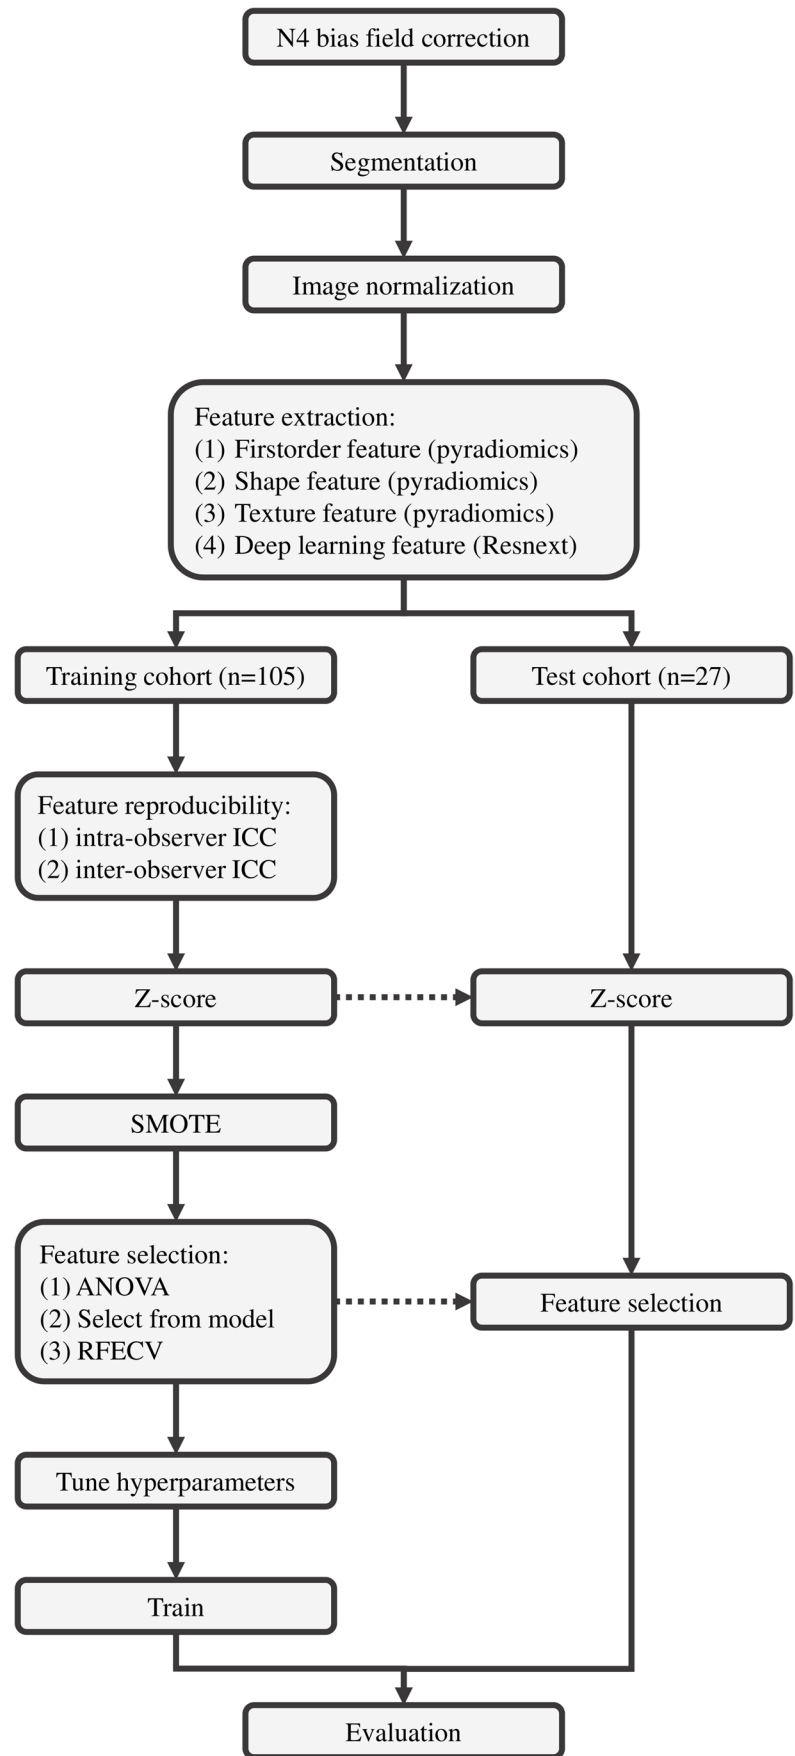 N4 bias field correction
Segmentation
Image normalization
Feature extraction:
(1) Firstorder feature (pyradiomics)
(2) Shape feature (pyradiomics)
(3) Texture feature (pyradiomics)
(4) Deep learning feature (Resnext)
Training cohort (n=105)
Test cohort (n=27)
Feature reproducibility:
(1) intra-observer ICC
(2) inter-observer ICC
Z-score
Z-score
SMOTE
Feature selection:
(1) ANOVA
(2) Select from model
(3) RFECV
Feature selection
Tune hyperparameters
Train
Evaluation